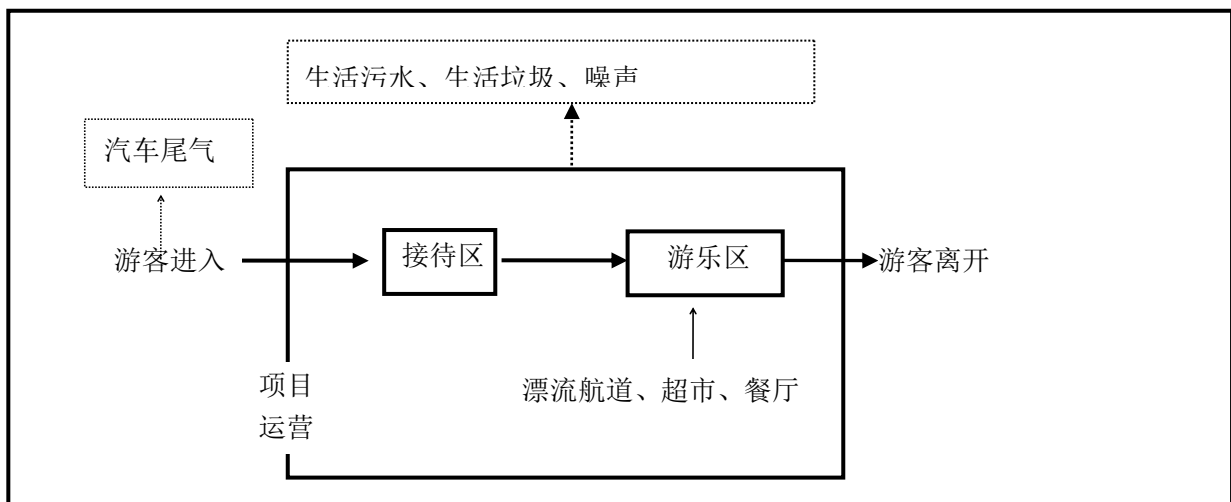 生活污水、生活垃圾、噪声
汽车尾气
游客进入
接待区
游乐区
游客离开
漂流航道、超市、餐厅
项目
运营